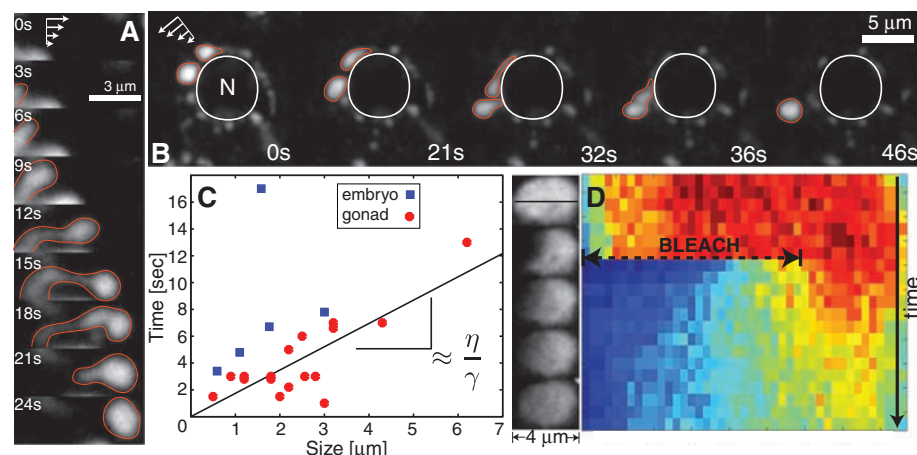 A
0s
3s
3 μm
6s
9s
12s
15s
18s
21s
24s
B
N
5 μm
0s 21s 32s 36s 46s
C
embryo
gonad
Time [sec]
16
14
12
10
8
6
4
2
0
1 2 3 4 5 6 7
Size [μm]
≈ η/γ
D
BLEACH
time
4 μm